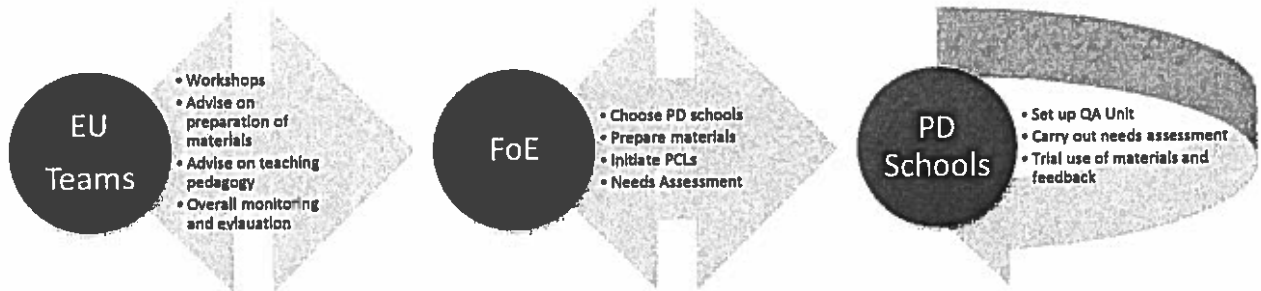 EU
Teams
• Workshops
• Advise on
preparation of
materials
• Advise on teaching
pedagogy
• Overall monitoring
and evlauation
FoE
• Choose PD schools
• Prepare materials
• Initiate PCLs
• Needs Assessment
PD
Schools
• Set up QA Unit
• Carry out needs assessment
• Trial use of materials and
feedback